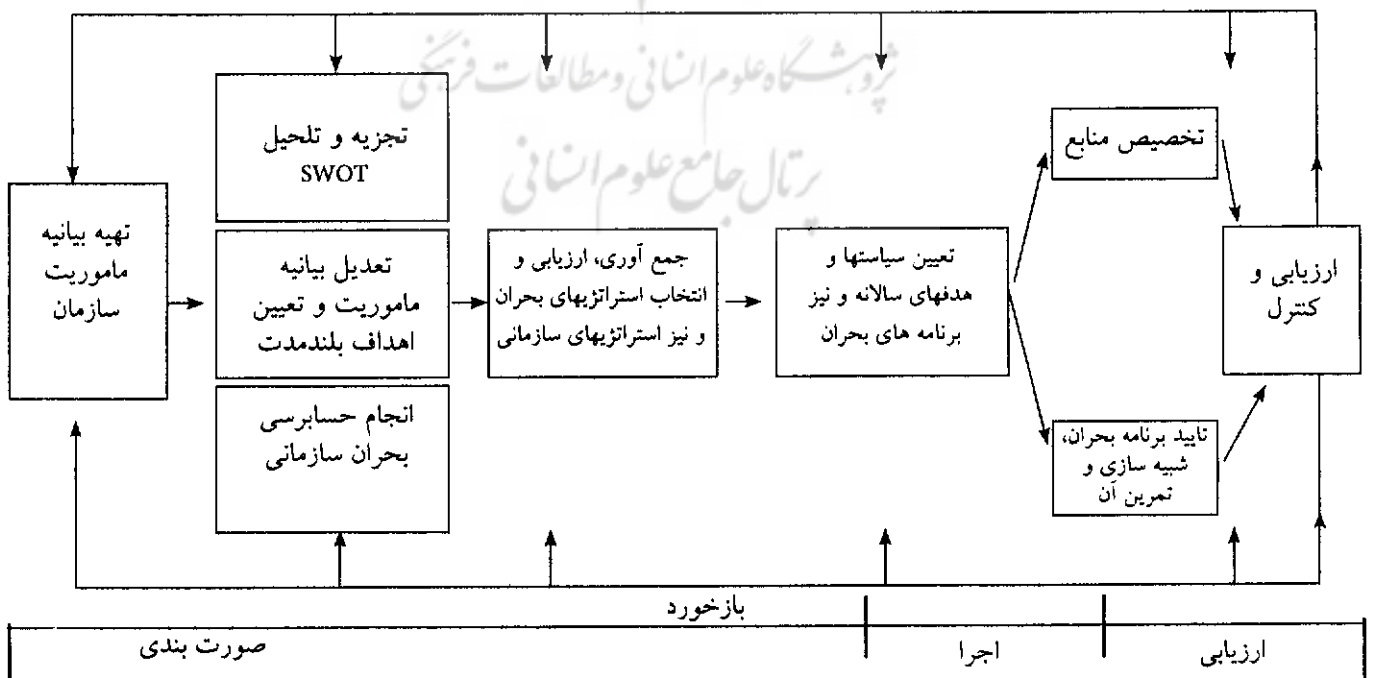 پژوهشگاه علوم انسانی و مطالعات فرهنگی
پرتال جامع علوم انسانی
تهیه بیانیه
ماموریت
سازمان
تجزیه و تلحیل
SWOT
تعدیل بیانیه
ماموریت و تعیین
اهداف بلندمدت
انجام حسابرسی
بحران سازمانی
جمع آوری، ارزیابی و
انتخاب استراتژیهای بحران
و نیز استراتژیهای سازمانی
تعیین سیاستها و
هدفهای سالانه و نیز
برنامه های بحران
تخصیص منابع
تایید برنامه بحران،
شبیه سازی و
تمرین آن
ارزیابی و
کنترل
بازخورد
صورت بندی
اجرا
ارزیابی